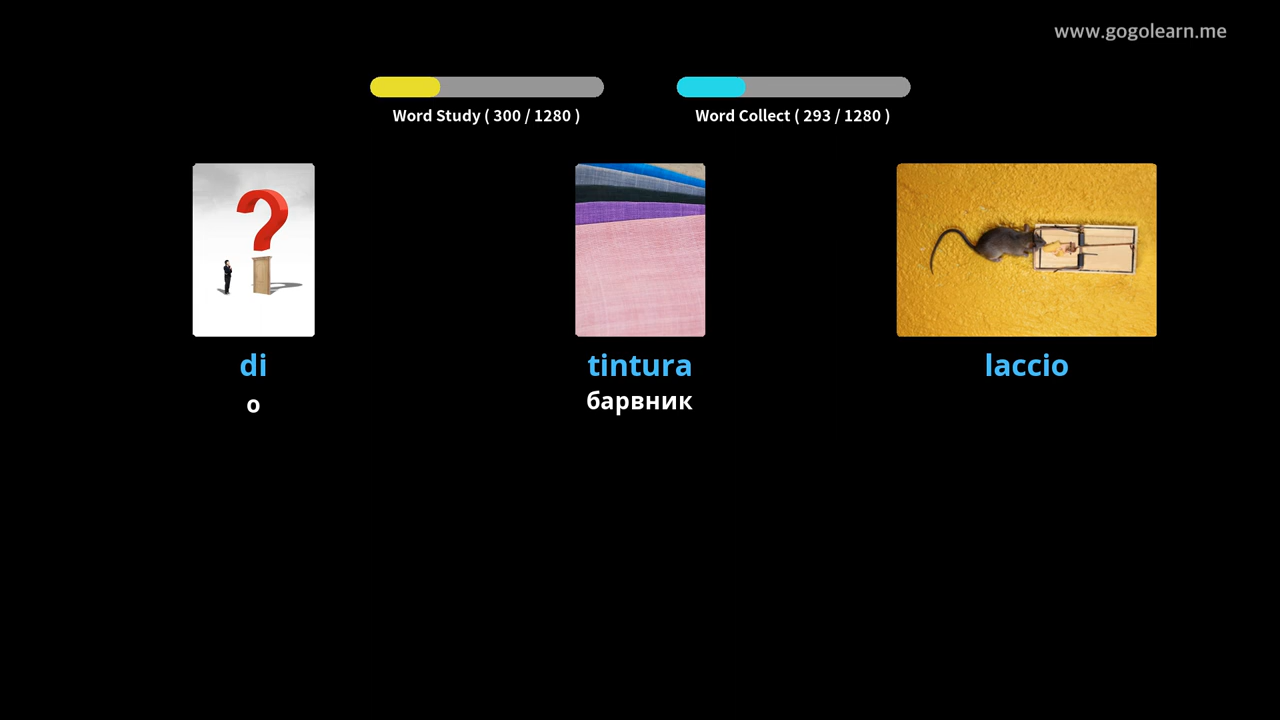 www.gogolearn.me
Word Study ( 300 / 1280 )
Word Collect ( 293 / 1280 )
di
о
tintura
барвник
laccio